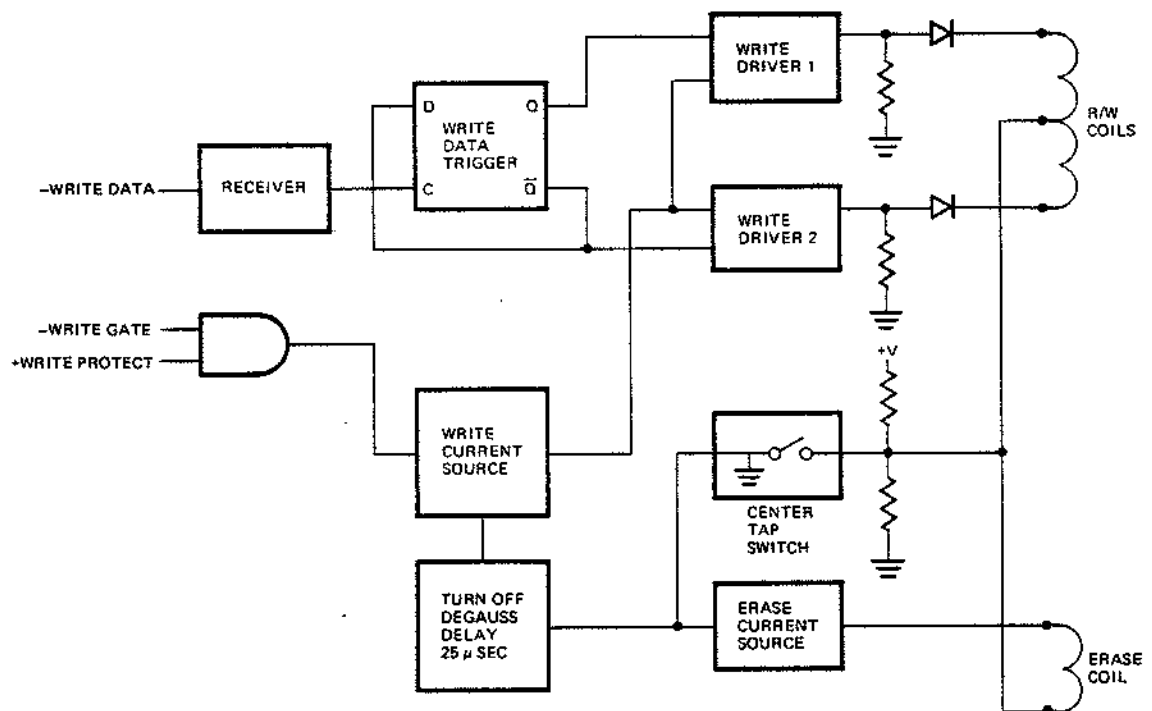 WRITE
DRIVER 1
D
Q
WRITE
DATA
TRIGGER
R/W
COILS
–WRITE DATA
RECEIVER
C
Q̅
WRITE
DRIVER 2
–WRITE GATE
+WRITE PROTECT
+V
WRITE
CURRENT
SOURCE
CENTER
TAP
SWITCH
TURN OFF
DEGAUSS
DELAY
25 μ SEC
ERASE
CURRENT
SOURCE
ERASE
COIL